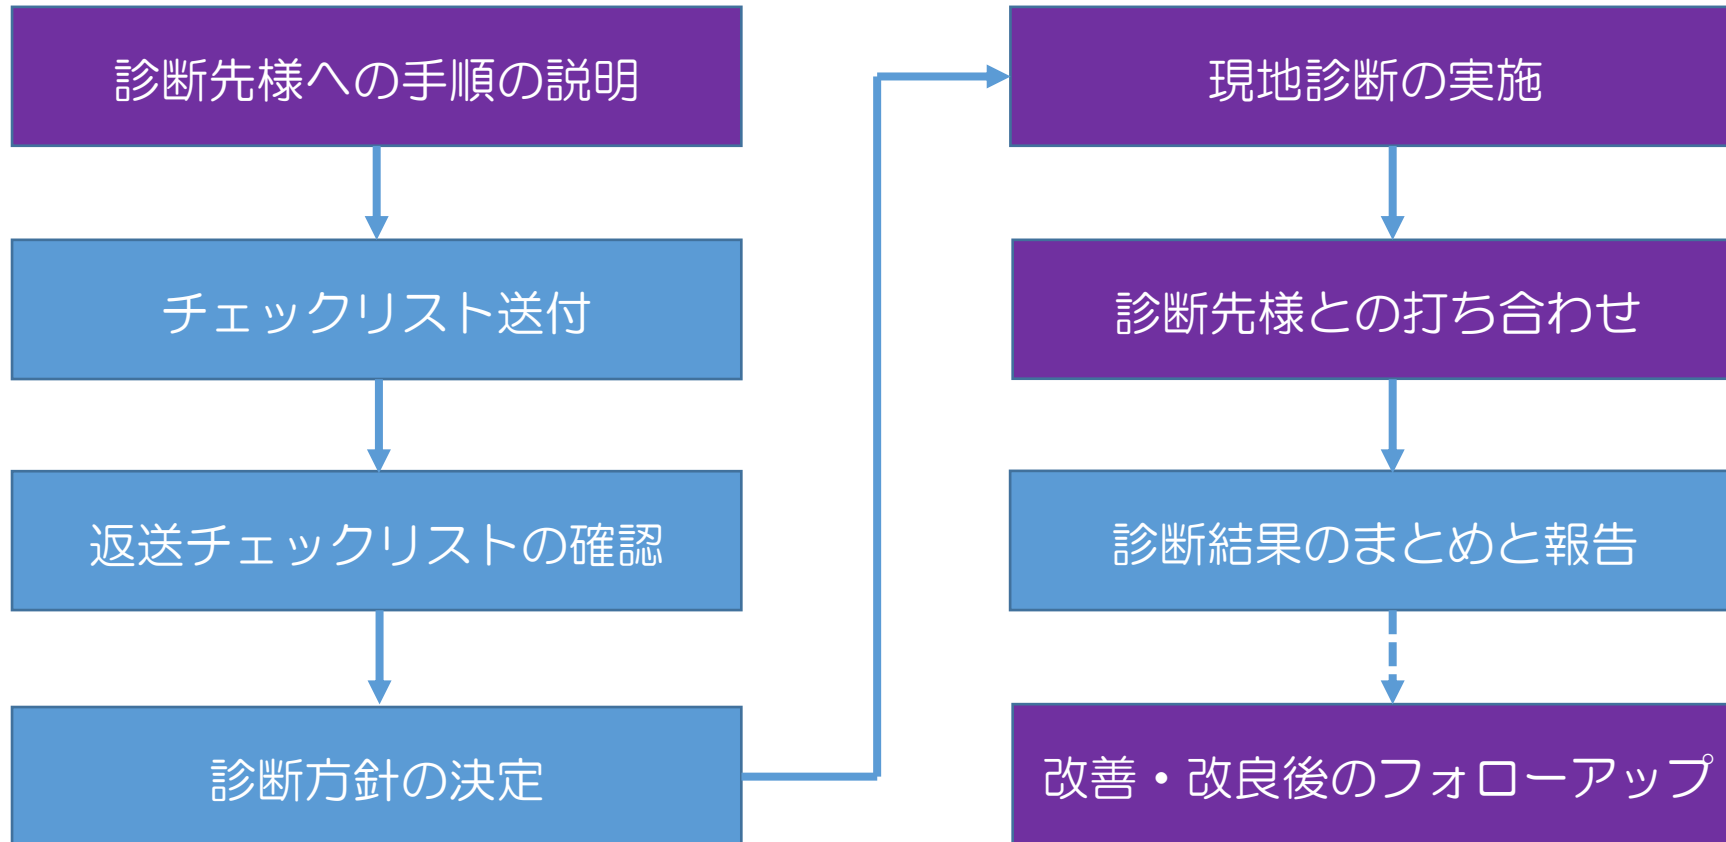 診断先様への手順の説明
チェックリスト送付
返送チェックリストの確認
診断方針の決定
現地診断の実施
診断先様との打ち合わせ
診断結果のまとめと報告
改善・改良後のフォローアップ